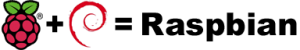 + = Raspbian